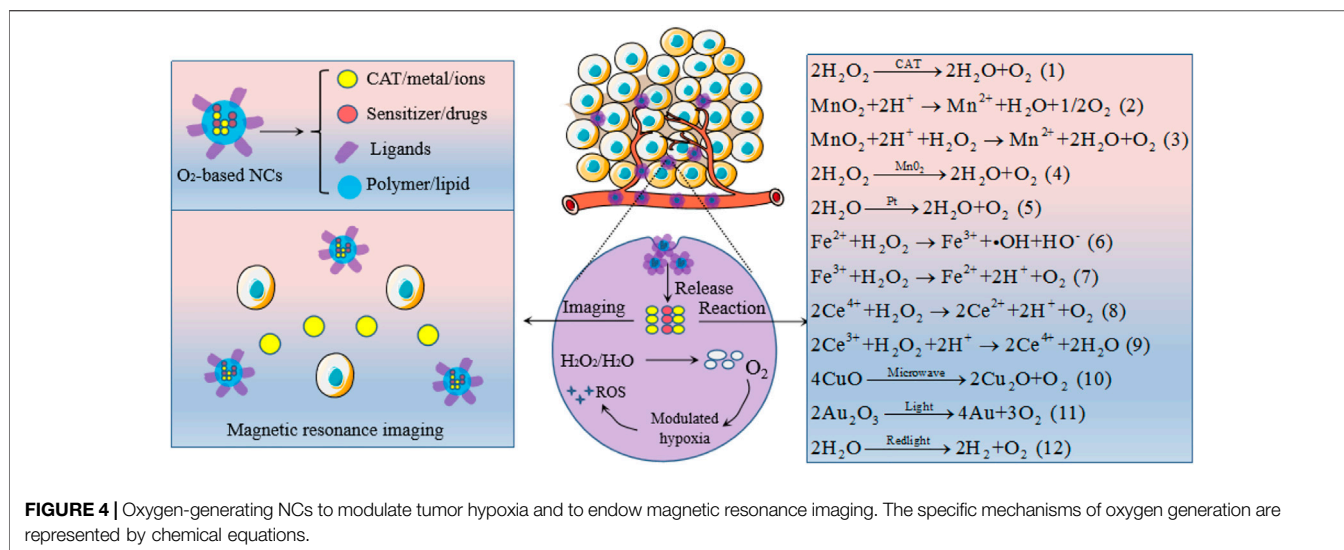 CAT/metal/ions
Sensitizer/drugs
Ligands
Polymer/lipid
O₂-based NCs
Magnetic resonance imaging
Release
Imaging
Reaction
H₂O₂/H₂O
O₂
ROS
Modulated
hypoxia
2H₂O₂ —CAT→ 2H₂O+O₂ (1)
MnO₂+2H⁺ → Mn²⁺+H₂O+1/2O₂ (2)
MnO₂+2H⁺+H₂O₂ → Mn²⁺+2H₂O+O₂ (3)
2H₂O₂ —Mn0₂→ 2H₂O+O₂ (4)
2H₂O —Pt→ 2H₂O+O₂ (5)
Fe²⁺+H₂O₂ → Fe³⁺+•OH+HO⁻ (6)
Fe³⁺+H₂O₂ → Fe²⁺+2H⁺+O₂ (7)
2Ce⁴⁺+H₂O₂ → 2Ce²⁺+2H⁺+O₂ (8)
2Ce³⁺+H₂O₂+2H⁺ → 2Ce⁴⁺+2H₂O (9)
4CuO —Microwave→ 2Cu₂O+O₂ (10)
2Au₂O₃ —Light→ 4Au+3O₂ (11)
2H₂O —Redlight→ 2H₂+O₂ (12)
FIGURE 4 | Oxygen-generating NCs to modulate tumor hypoxia and to endow magnetic resonance imaging. The specific mechanisms of oxygen generation are
represented by chemical equations.